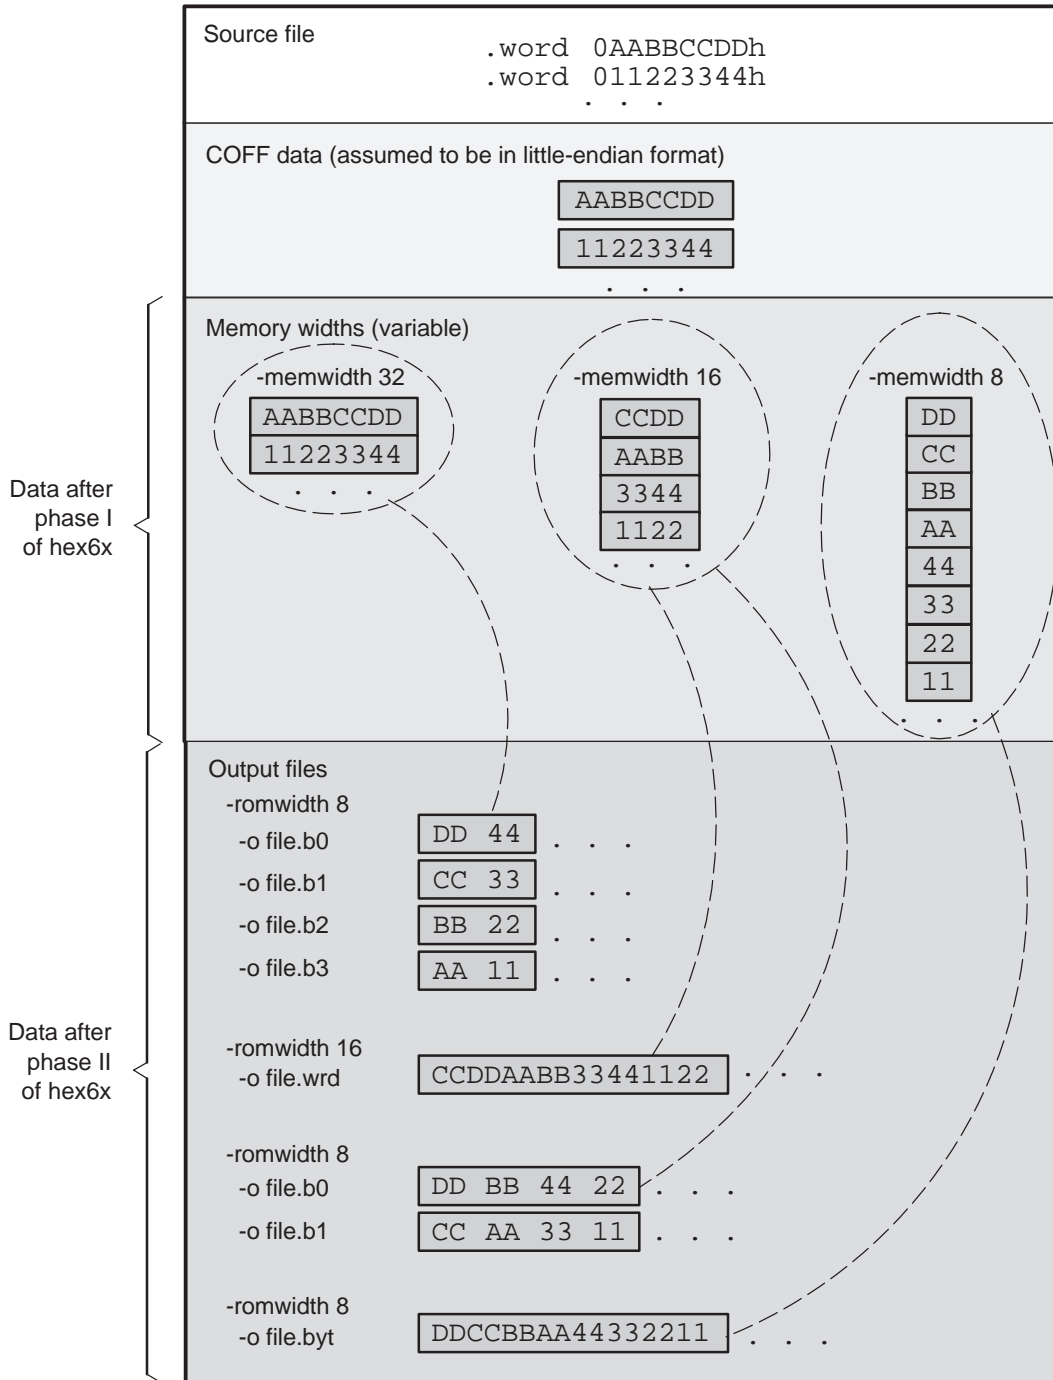 Source file
.word 0AABBCCDDh
.word 011223344h
. . .
COFF data (assumed to be in little-endian format)
AABBCCDD
11223344
. . .
Memory widths (variable)
-memwidth 32
AABBCCDD
11223344
. . .
-memwidth 16
CCDD
AABB
3344
1122
. . .
-memwidth 8
DD
CC
BB
AA
44
33
22
11
. . .
Data after
phase I
of hex6x
Output files
-romwidth 8
-o file.b0 DD 44 . . .
-o file.b1 CC 33 . . .
-o file.b2 BB 22 . . .
-o file.b3 AA 11 . . .
-romwidth 16
-o file.wrd CCDDAABB33441122 . . .
-romwidth 8
-o file.b0 DD BB 44 22 . . .
-o file.b1 CC AA 33 11 . . .
-romwidth 8
-o file.byt DDCCBBAA44332211 . . .
Data after
phase II
of hex6x